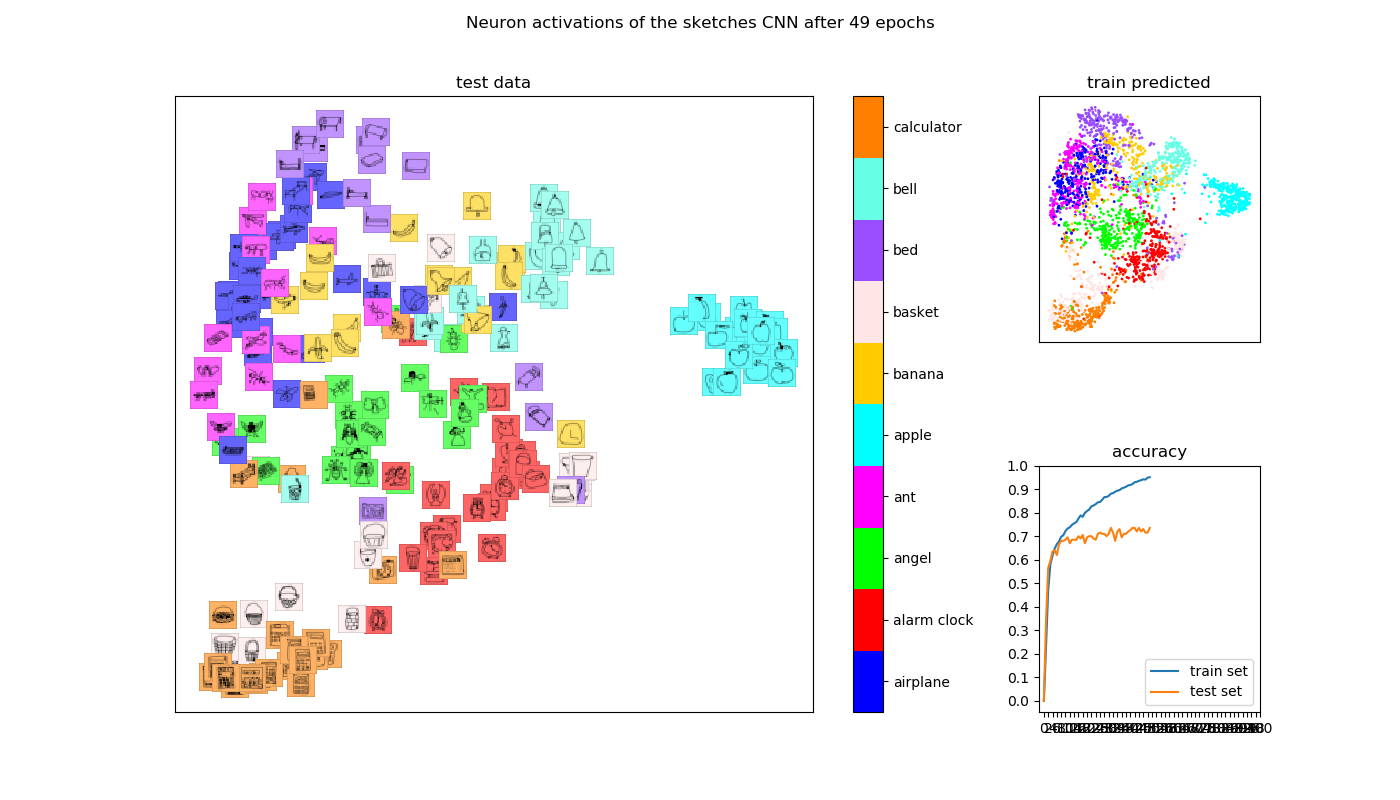 Neuron activations of the sketches CNN after 49 epochs
test data
calculator
bell
bed
basket
banana
apple
ant
angel
alarm clock
airplane
train predicted
accuracy
1.0
0.9
0.8
0.7
0.6
0.5
0.4
0.3
0.2
0.1
0.0
train set
test set